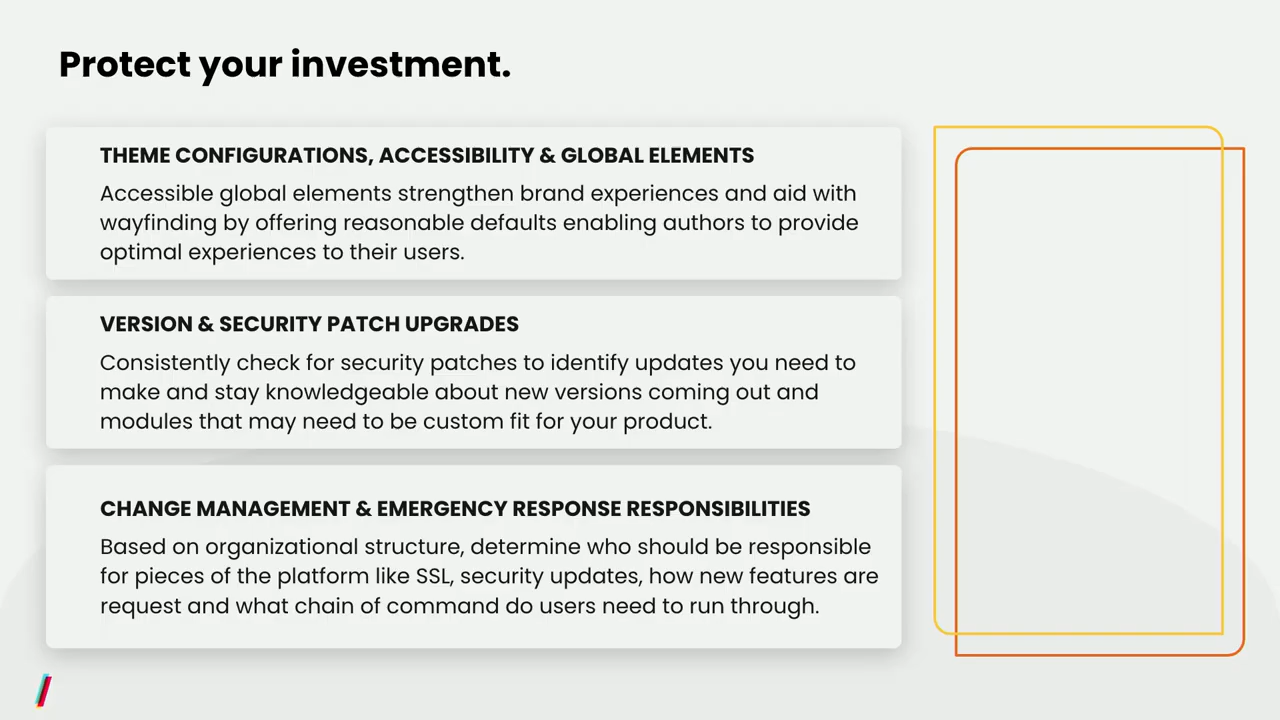 Protect your investment.
THEME CONFIGURATIONS, ACCESSIBILITY & GLOBAL ELEMENTS
Accessible global elements strengthen brand experiences and aid with
wayfinding by offering reasonable defaults enabling authors to provide
optimal experiences to their users.
VERSION & SECURITY PATCH UPGRADES
Consistently check for security patches to identify updates you need to
make and stay knowledgeable about new versions coming out and
modules that may need to be custom fit for your product.
CHANGE MANAGEMENT & EMERGENCY RESPONSE RESPONSIBILITIES
Based on organizational structure, determine who should be responsible
for pieces of the platform like SSL, security updates, how new features are
request and what chain of command do users need to run through.